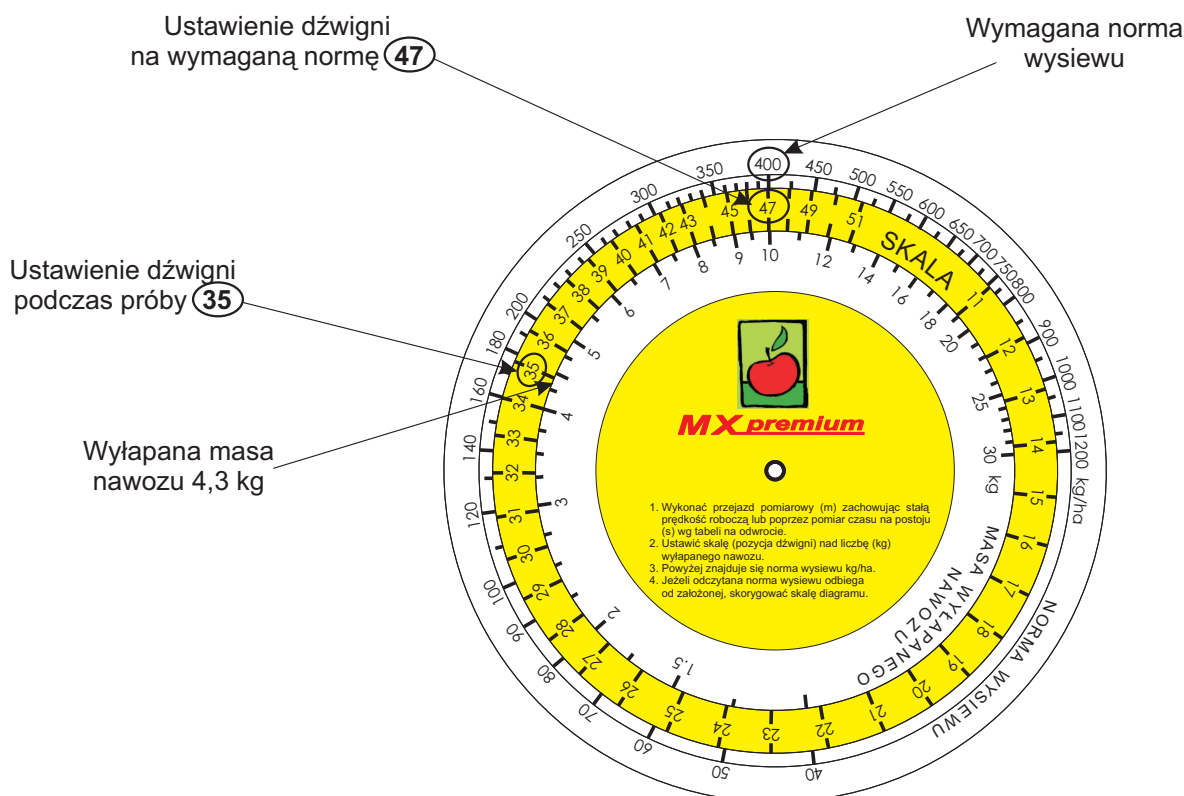 Ustawienie dźwigni
na wymaganą normę 47
Wymagana norma
wysiewu
Ustawienie dźwigni
podczas próby 35
Wyłapana masa
nawozu 4,3 kg
40 50 60 70 80 90 100 120 140 160 180 200 250 300 350 400 450 500 550 600 650 700 750 800 900 1000 1100 1200 kg/ha
NORMA WYSIEWU
SKALA
11 12 13 14 15 16 17 18 19 20 21 22 23 24 25 26 27 28 29 30 31 32 33 34 35 36 37 38 39 40 41 42 43 45 47 49 51
1.5 2 3 4 5 6 7 8 9 10 12 14 16 18 20 25 30 kg
MASA WYŁAPANEGO
NAWOZU
MX premium
1. Wykonać przejazd pomiarowy (m) zachowując stałą
prędkość roboczą lub poprzez pomiar czasu na postoju
(s) wg tabeli na odwrocie.
2. Ustawić skalę (pozycja dźwigni) nad liczbę (kg)
wyłapanego nawozu.
3. Powyżej znajduje się norma wysiewu kg/ha.
4. Jeżeli odczytana norma wysiewu odbiega
od założonej, skorygować skalę diagramu.